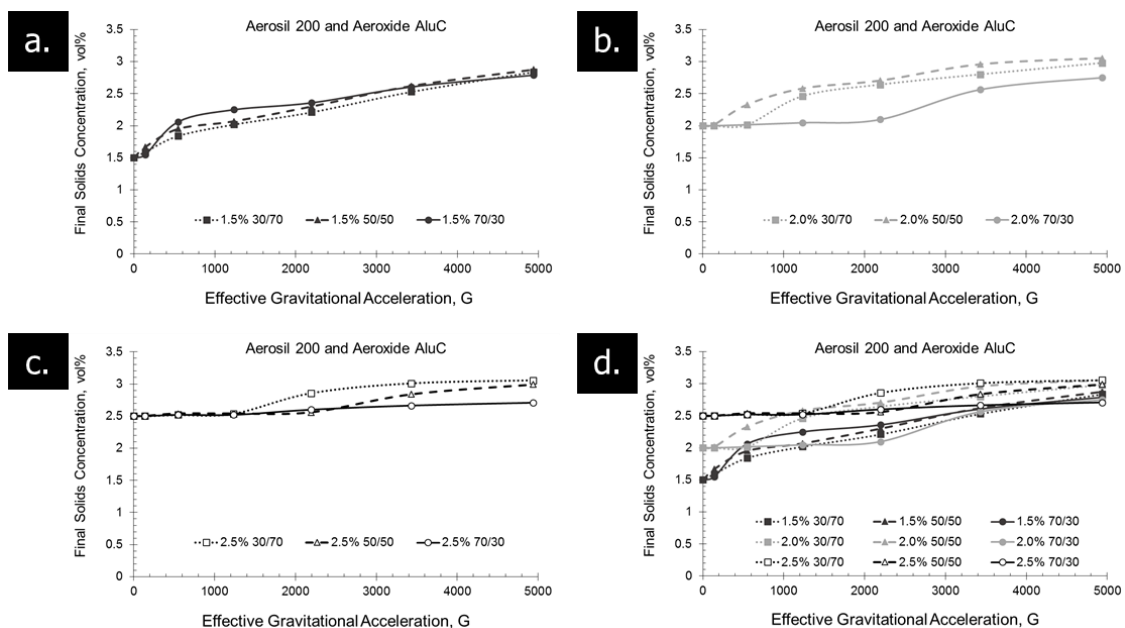 a.
Aerosil 200 and Aeroxide AluC
Final Solids Concentration, vol%
3.5
3
2.5
2
1.5
1
0.5
0
1.5% 30/70 1.5% 50/50 1.5% 70/30
0 1000 2000 3000 4000 5000
Effective Gravitational Acceleration, G
b.
Aerosil 200 and Aeroxide AluC
Final Solids Concentration, vol%
3.5
3
2.5
2
1.5
1
0.5
0
2.0% 30/70 2.0% 50/50 2.0% 70/30
0 1000 2000 3000 4000 5000
Effective Gravitational Acceleration, G
c.
Aerosil 200 and Aeroxide AluC
Final Solids Concentration, vol%
3.5
3
2.5
2
1.5
1
0.5
0
2.5% 30/70 2.5% 50/50 2.5% 70/30
0 1000 2000 3000 4000 5000
Effective Gravitational Acceleration, G
d.
Aerosil 200 and Aeroxide AluC
Final Solids Concentration, vol%
3.5
3
2.5
2
1.5
1
0.5
0
1.5% 30/70 1.5% 50/50 1.5% 70/30
2.0% 30/70 2.0% 50/50 2.0% 70/30
2.5% 30/70 2.5% 50/50 2.5% 70/30
0 1000 2000 3000 4000 5000
Effective Gravitational Acceleration, G